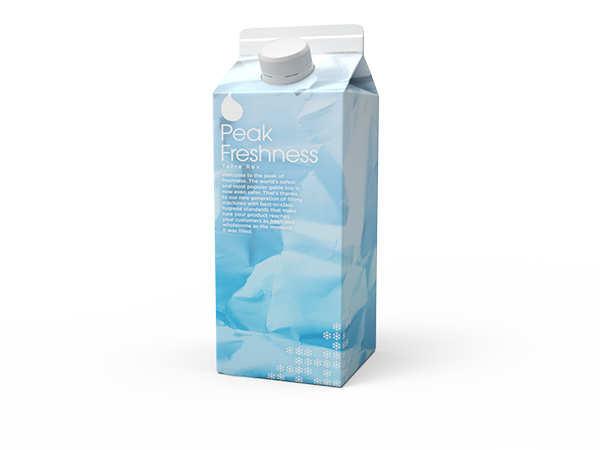 Peak
Freshness
Tetra Rex
Welcome to the peak of
freshness. The world's safest
and most popular gable top is
now even safer. That's thanks
to our new generation of filling
machines with best-in-class
hygiene standards that make
sure your product reaches
your customers as fresh and
wholesome as the moment
it was filled.